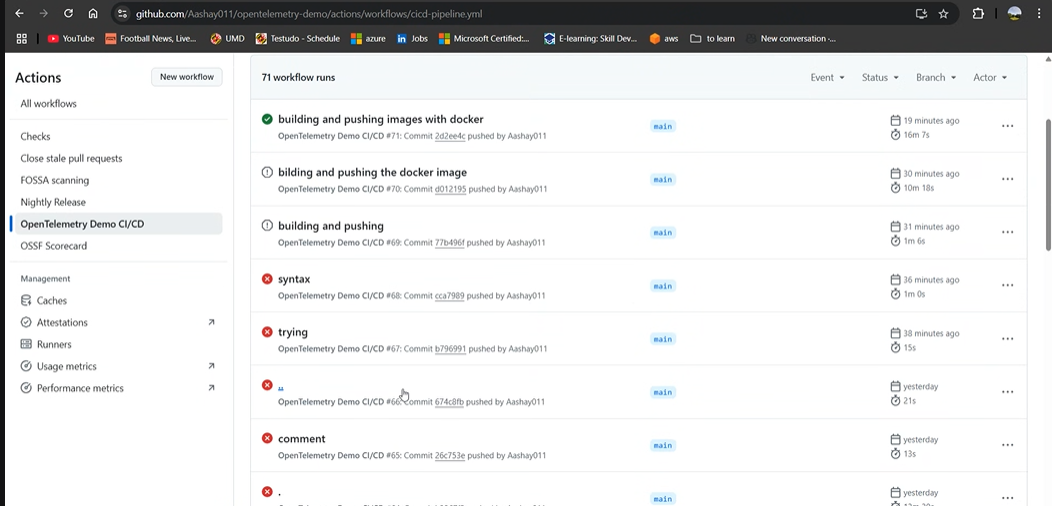 github.com/Aashay011/opentelemetry-demo/actions/workflows/cicd-pipeline.yml
YouTube Football News, Live... UMD Testudo - Schedule azure Jobs Microsoft Certified:... E-learning: Skill Dev... aws to learn New conversation -...
Actions
New workflow
All workflows
Checks
Close stale pull requests
FOSSA scanning
Nightly Release
OpenTelemetry Demo CI/CD
OSSF Scorecard
Management
Caches
Attestations
Runners
Usage metrics
Performance metrics
71 workflow runs
Event Status Branch Actor
building and pushing images with docker
OpenTelemetry Demo CI/CD #71: Commit 2d2ee4c pushed by Aashay011
main
19 minutes ago
16m 7s
bilding and pushing the docker image
OpenTelemetry Demo CI/CD #70: Commit d012195 pushed by Aashay011
main
30 minutes ago
10m 18s
building and pushing
OpenTelemetry Demo CI/CD #69: Commit 77b496f pushed by Aashay011
main
31 minutes ago
1m 6s
syntax
OpenTelemetry Demo CI/CD #68: Commit cca7989 pushed by Aashay011
main
36 minutes ago
1m 0s
trying
OpenTelemetry Demo CI/CD #67: Commit b796991 pushed by Aashay011
main
38 minutes ago
15s
..
OpenTelemetry Demo CI/CD #66: Commit 674c8fb pushed by Aashay011
main
yesterday
21s
comment
OpenTelemetry Demo CI/CD #65: Commit 26c753e pushed by Aashay011
main
yesterday
13s
.
main
yesterday